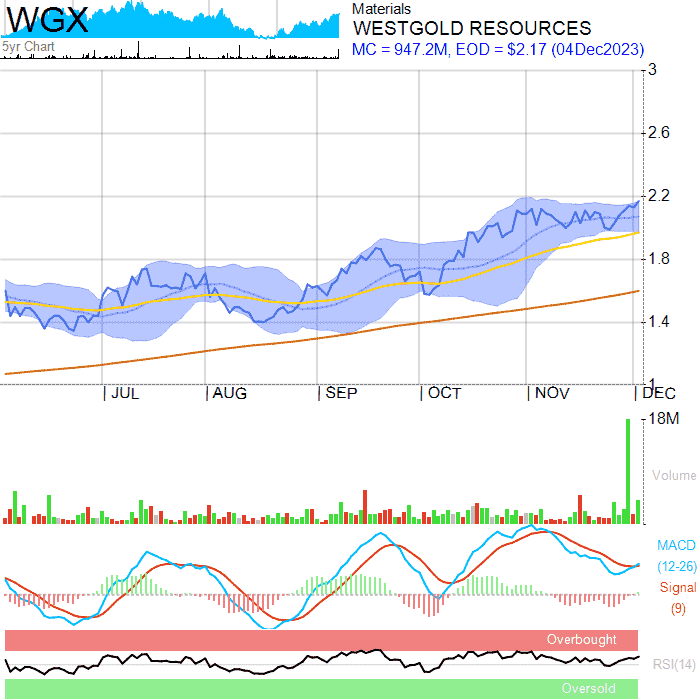 WGX
5yr Chart
Materials
WESTGOLD RESOURCES
MC = 947.2M, EOD = $2.17 (04Dec2023)
3
2.6
2.2
1.8
1.4
1
JUL AUG SEP OCT NOV DEC
18M
Volume
MACD
(12-26)
Signal
(9)
Overbought
RSI(14)
Oversold